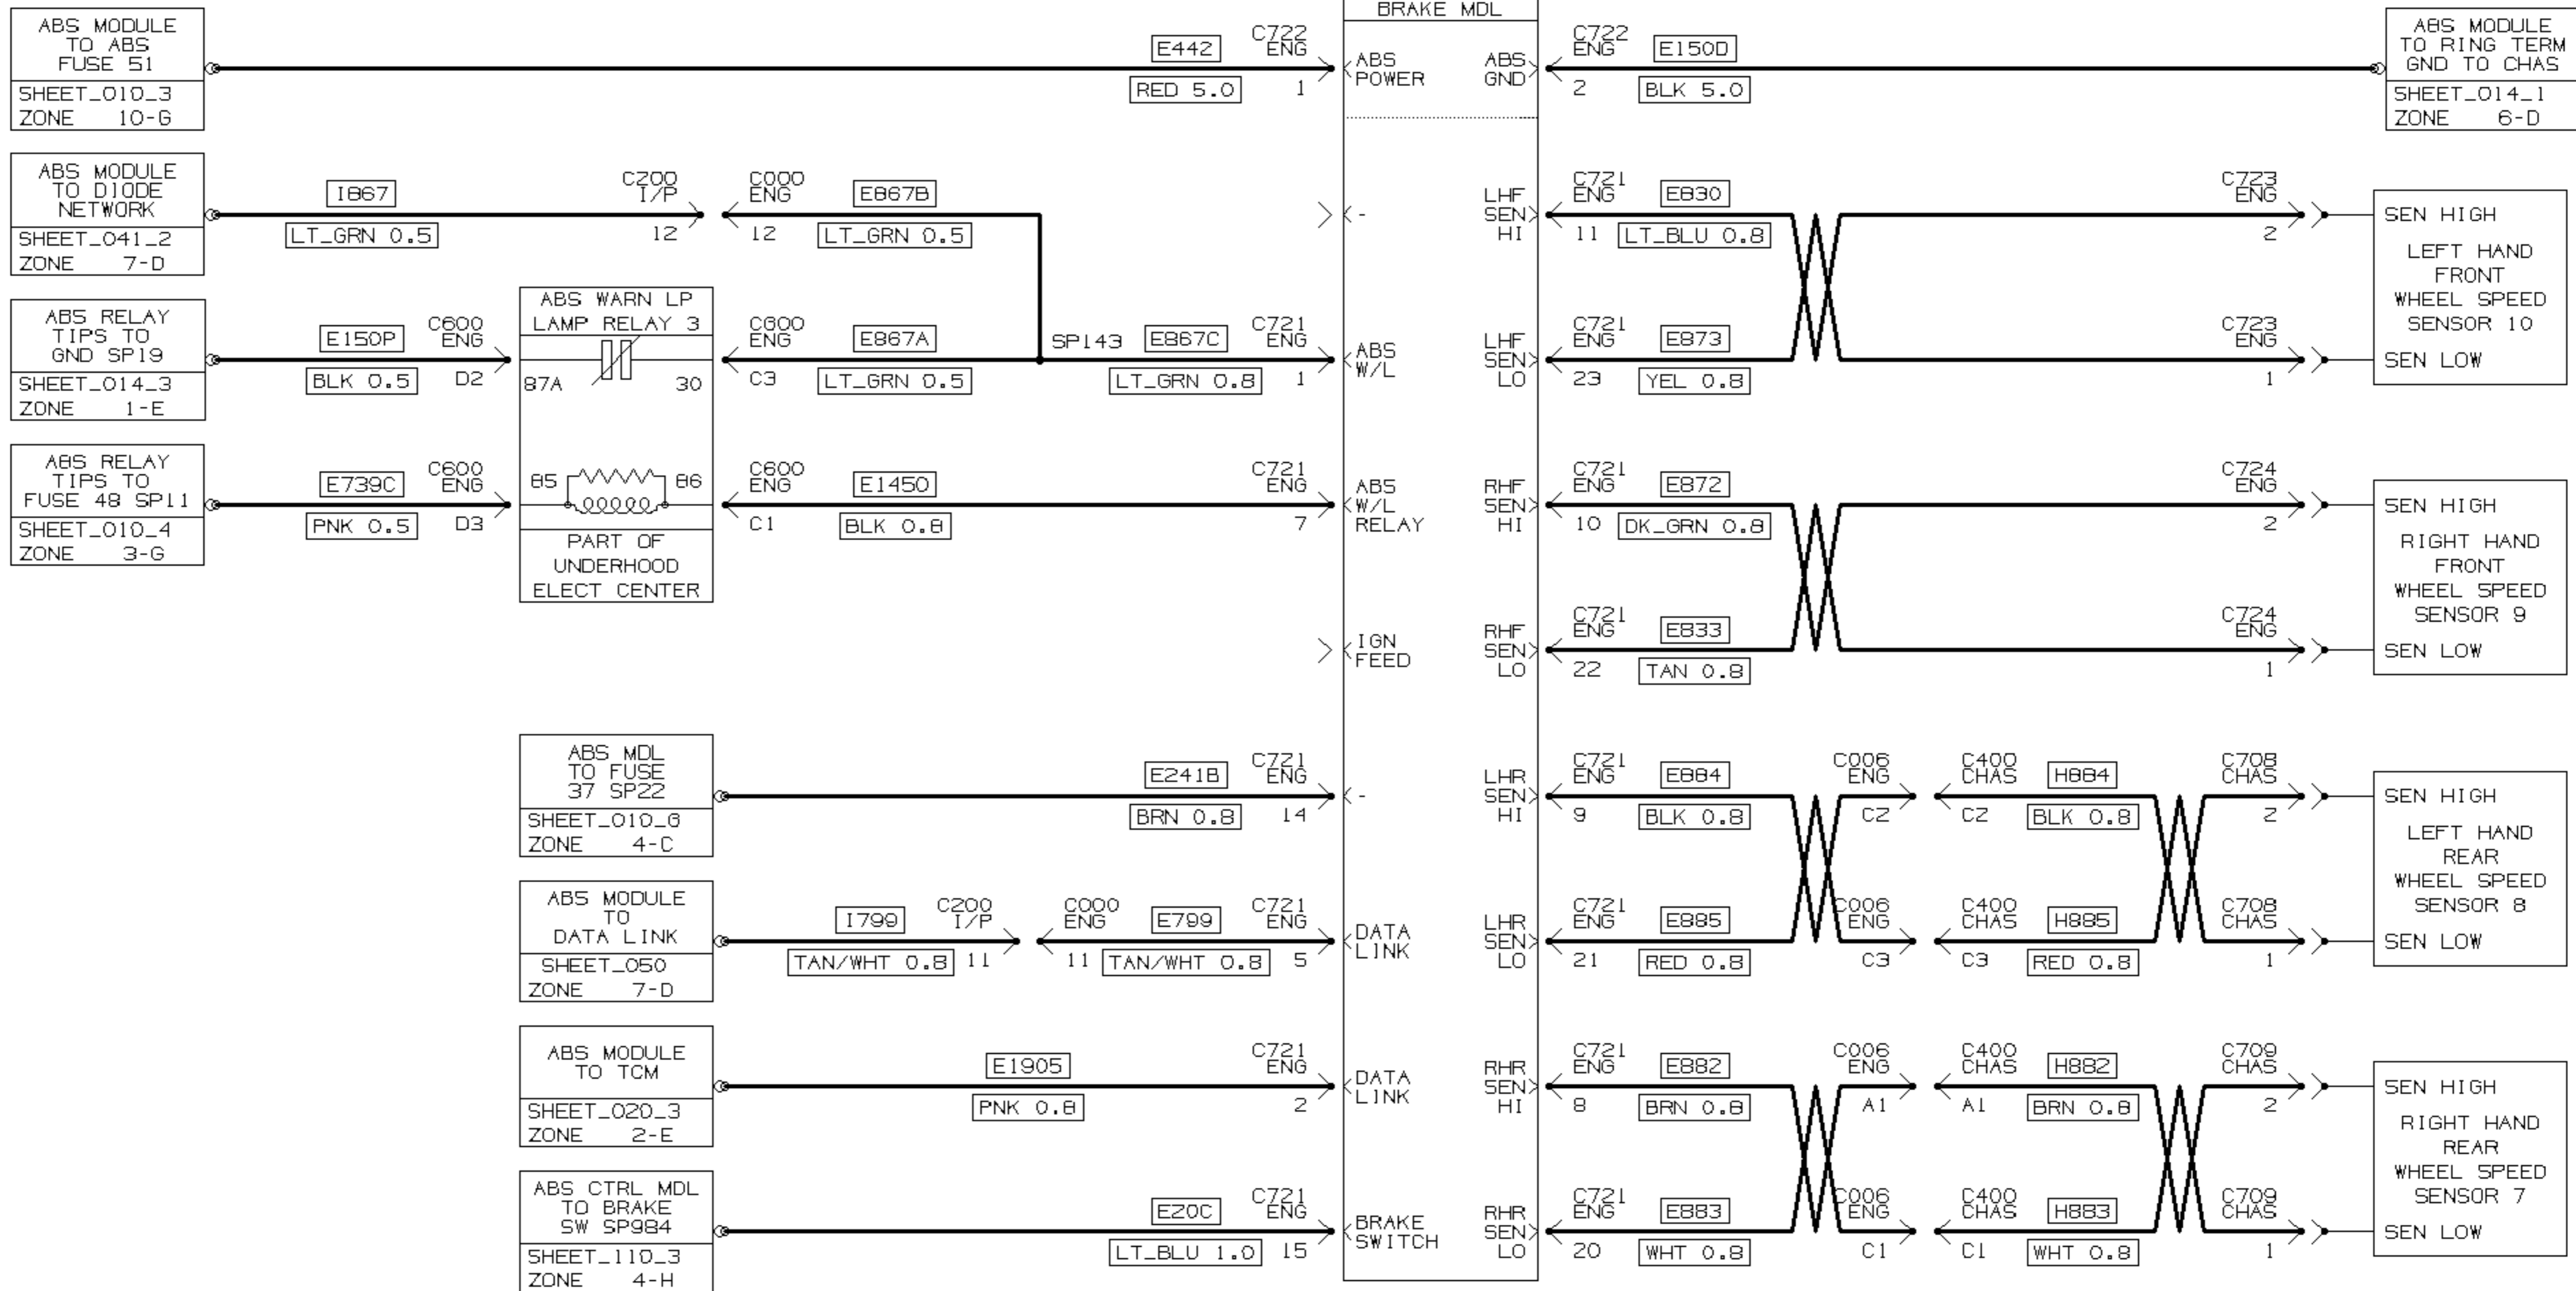 BRAKE MDL
ABS MODULE
TO ABS
FUSE 51
SHEET_010_3
ZONE 10-G
E442
RED 5.0
C722
ENG
1
ABS
POWER
ABS
GND
C722
ENG
2
E150D
BLK 5.0
ABS MODULE
TO RING TERM
GND TO CHAS
SHEET_014_1
ZONE 6-D
ABS MODULE
TO DIODE
NETWORK
SHEET_041_2
ZONE 7-D
I867
LT_GRN 0.5
C200
I/P
12
C000
ENG
12
E867B
LT_GRN 0.5
-
LHF
SEN
HI
C721
ENG
11
E830
LT_BLU 0.8
C723
ENG
2
SEN HIGH
LEFT HAND
FRONT
WHEEL SPEED
SENSOR 10
SEN LOW
ABS RELAY
TIPS TO
GND SP19
SHEET_014_3
ZONE 1-E
E150P
BLK 0.5
C600
ENG
D2
ABS WARN LP
LAMP RELAY 3
87A
30
85
86
PART OF
UNDERHOOD
ELECT CENTER
C600
ENG
C3
E867A
LT_GRN 0.5
SP143
E867C
LT_GRN 0.8
C721
ENG
1
ABS
W/L
LHF
SEN
LO
C721
ENG
23
E873
YEL 0.8
C723
ENG
1
ABS RELAY
TIPS TO
FUSE 48 SP11
SHEET_010_4
ZONE 3-G
E739C
PNK 0.5
C600
ENG
D3
C600
ENG
C1
E1450
BLK 0.8
C721
ENG
7
ABS
W/L
RELAY
RHF
SEN
HI
C721
ENG
10
E872
DK_GRN 0.8
C724
ENG
2
SEN HIGH
RIGHT HAND
FRONT
WHEEL SPEED
SENSOR 9
SEN LOW
IGN
FEED
RHF
SEN
LO
C721
ENG
22
E833
TAN 0.8
C724
ENG
1
ABS MDL
TO FUSE
37 SP22
SHEET_010_6
ZONE 4-C
E241B
BRN 0.8
C721
ENG
14
-
LHR
SEN
HI
C721
ENG
9
E884
BLK 0.8
C006
ENG
C2
C400
CHAS
C2
H884
BLK 0.8
C708
CHAS
2
SEN HIGH
LEFT HAND
REAR
WHEEL SPEED
SENSOR 8
SEN LOW
ABS MODULE
TO
DATA LINK
SHEET_050
ZONE 7-D
I799
TAN/WHT 0.8
C200
I/P
11
C000
ENG
11
E799
TAN/WHT 0.8
C721
ENG
5
DATA
LINK
LHR
SEN
LO
C721
ENG
21
E885
RED 0.8
C006
ENG
C3
C400
CHAS
C3
H885
RED 0.8
C708
CHAS
1
ABS MODULE
TO TCM
SHEET_020_3
ZONE 2-E
E1905
PNK 0.8
C721
ENG
2
DATA
LINK
RHR
SEN
HI
C721
ENG
8
E882
BRN 0.8
C006
ENG
A1
C400
CHAS
A1
H882
BRN 0.8
C709
CHAS
2
SEN HIGH
RIGHT HAND
REAR
WHEEL SPEED
SENSOR 7
SEN LOW
ABS CTRL MDL
TO BRAKE
SW SP984
SHEET_110_3
ZONE 4-H
E20C
LT_BLU 1.0
C721
ENG
15
BRAKE
SWITCH
RHR
SEN
LO
C721
ENG
20
E883
WHT 0.8
C006
ENG
C1
C400
CHAS
C1
H883
WHT 0.8
C709
CHAS
1